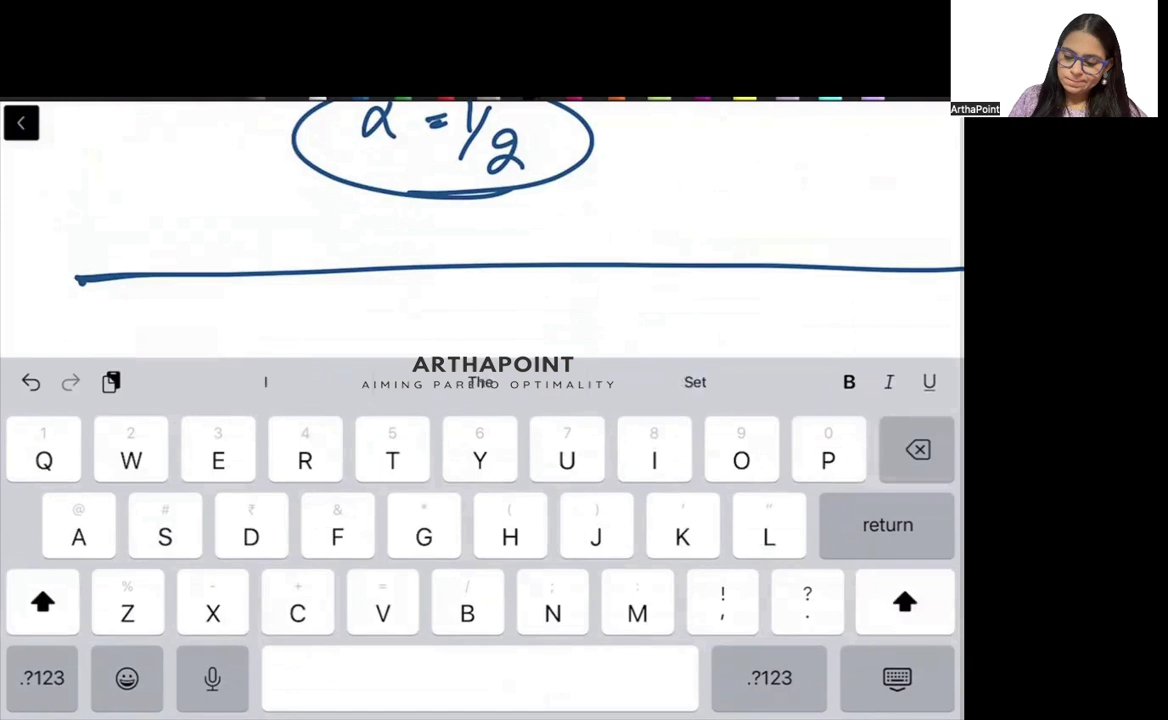 α = 1/2
ArthaPoint
ARTHAPOINT
AIMING PARETO OPTIMALITY
I The Set B I U
1 2 3 4 5 6 7 8 9 0
Q W E R T Y U I O P
@ # ₹ & * ( ) ' "
A S D F G H J K L return
% - + = / ; : ! ?
Z X C V B N M , .
.?123 .?123